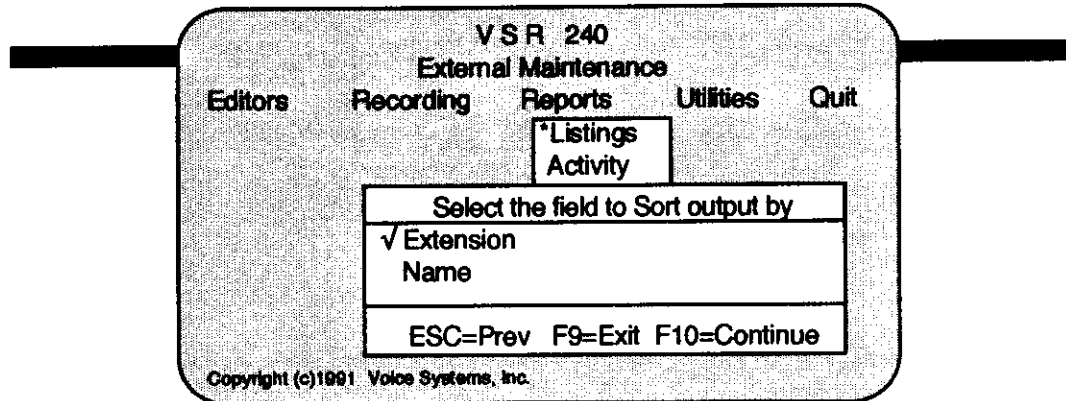 V S R 240
External Maintenance
Editors Recording Reports Utilities Quit
*Listings
Activity
Select the field to Sort output by
√ Extension
Name
ESC=Prev F9=Exit F10=Continue
Copyright (c)1991 Voice Systems, Inc.